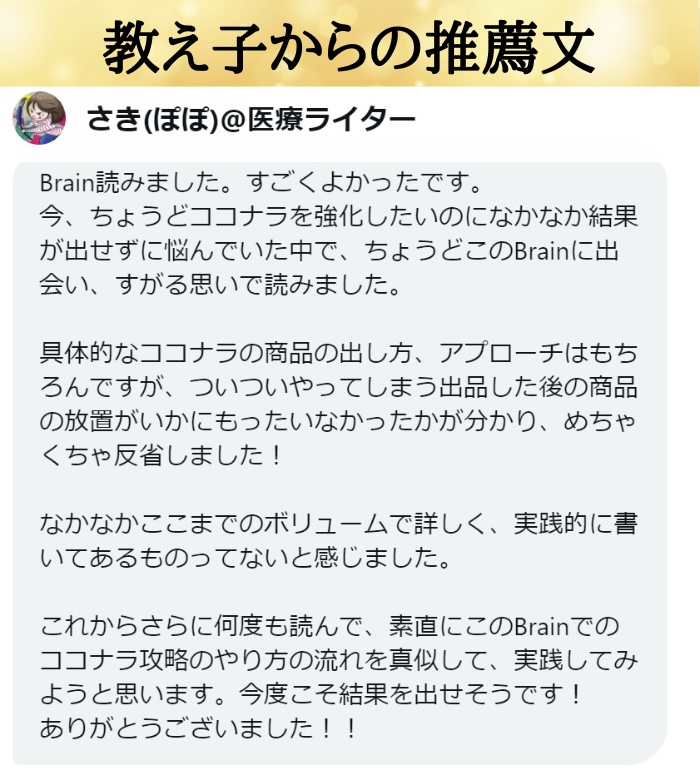 教え子からの推薦文
さき(ぽぽ)@医療ライター
Brain読みました。すごくよかったです。
今、ちょうどココナラを強化したいのになかなか結果
が出せずに悩んでいた中で、ちょうどこのBrainに出
会い、すがる思いで読みました。
具体的なココナラの商品の出し方、アプローチはもち
ろんですが、ついついやってしまう出品した後の商品
の放置がいかにもったいなかったかが分かり、めちゃ
くちゃ反省しました！
なかなかここまでのボリュームで詳しく、実践的に書
いてあるものってないと感じました。
これからさらに何度も読んで、素直にこのBrainでの
ココナラ攻略のやり方の流れを真似して、実践してみ
ようと思います。今度こそ結果を出せそうです！
ありがとうございました！！